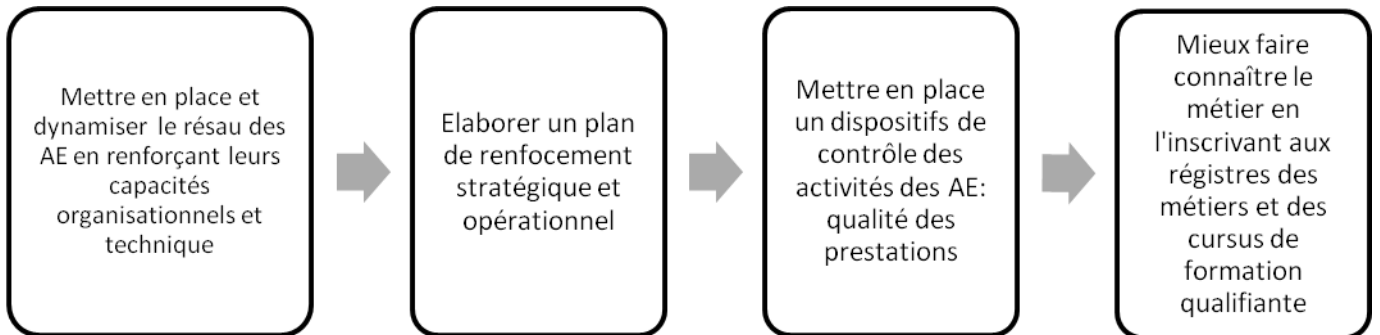 Mettre en place et
dynamiser le résau des
AE en renforçant leurs
capacités
organisationnels et
technique
Elaborer un plan
de renfocement
stratégique et
opérationnel
Mettre en place
un dispositifs de
contrôle des
activités des AE:
qualité des
prestations
Mieux faire
connaître le
métier en
l'inscrivant aux
régistres des
métiers et des
cursus de
formation
qualifiante